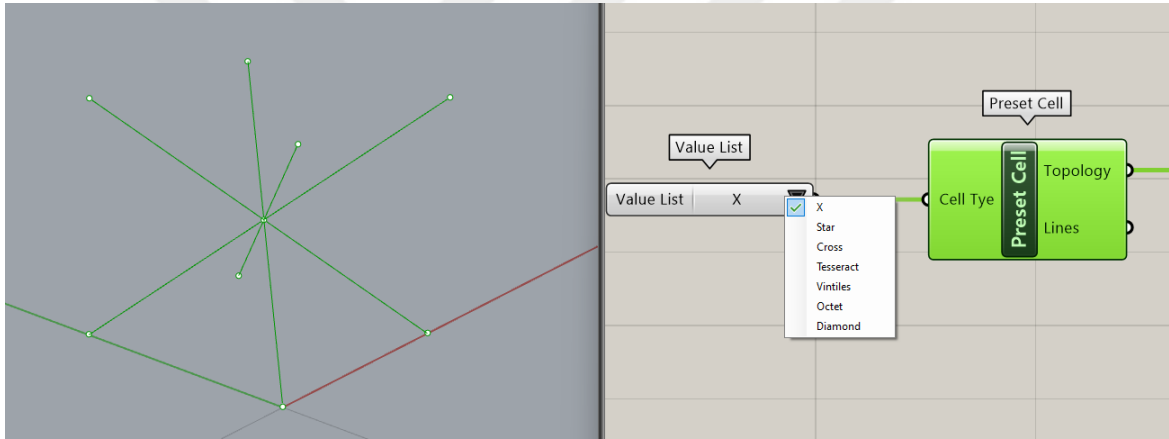 Preset Cell
Value List
Value List X
X
Star
Cross
Tesseract
Vintiles
Octet
Diamond
Cell Tye
Preset Cell
Topology
Lines